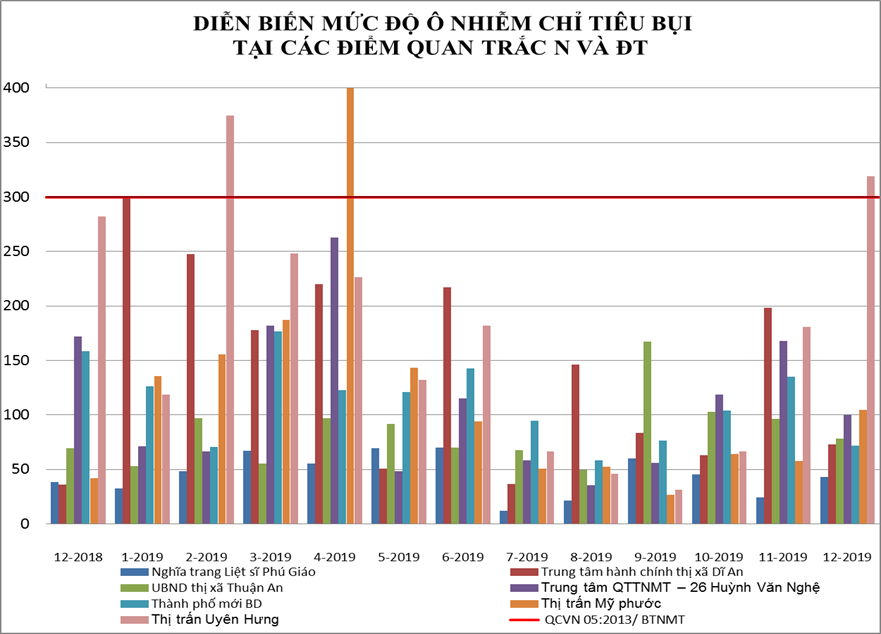 DIỄN BIẾN MỨC ĐỘ Ô NHIỄM CHỈ TIÊU BỤI
TẠI CÁC ĐIỂM QUAN TRẮC N VÀ ĐT
400
350
300
250
200
150
100
50
0
12-2018 1-2019 2-2019 3-2019 4-2019 5-2019 6-2019 7-2019 8-2019 9-2019 10-2019 11-2019 12-2019
Nghĩa trang Liệt sĩ Phú Giáo Trung tâm hành chính thị xã Dĩ An
UBND thị xã Thuận An Trung tâm QTTNMT – 26 Huỳnh Văn Nghệ
Thành phố mới BD Thị trấn Mỹ phước
Thị trấn Uyên Hưng QCVN 05:2013/ BTNMT